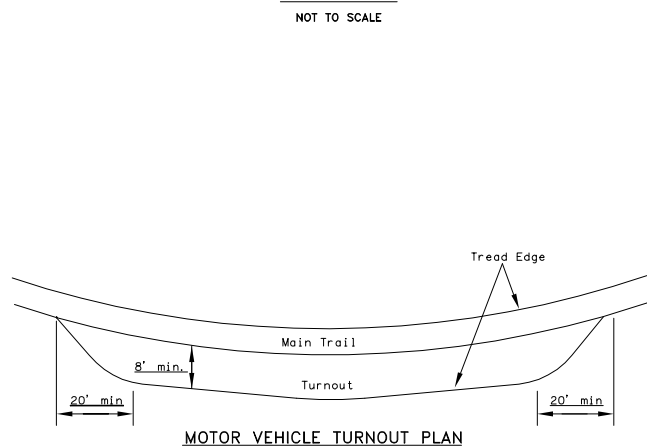 NOT TO SCALE
Tread Edge
Main Trail
8' min.
Turnout
20' min
20' min
MOTOR VEHICLE TURNOUT PLAN